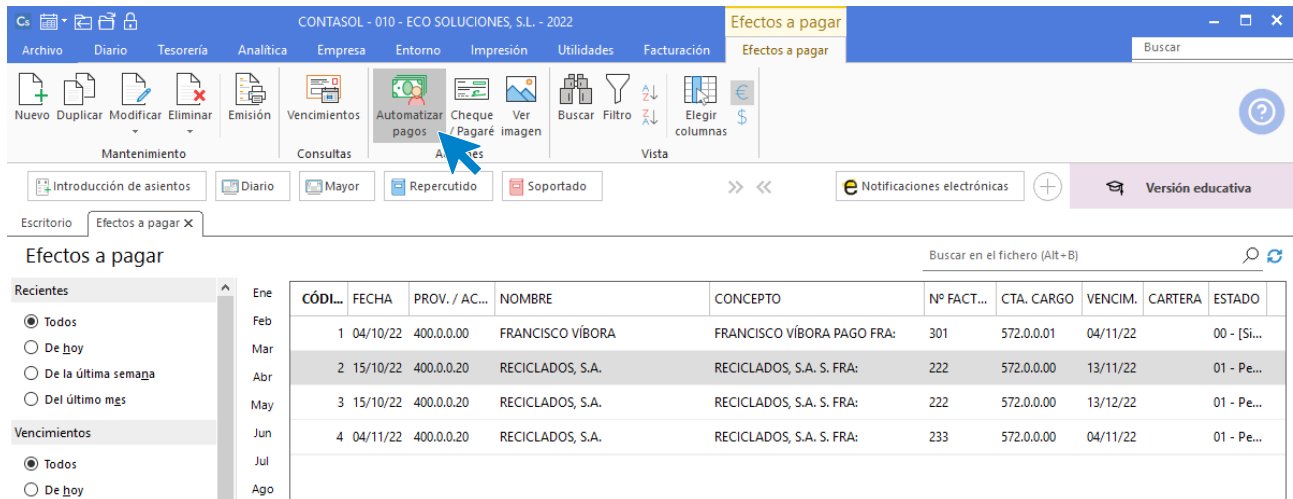 Cs CONTASOL - 010 - ECO SOLUCIONES, S.L. - 2022 Efectos a pagar
Archivo Diario Tesorería Analítica Empresa Entorno Impresión Utilidades Facturación Efectos a pagar Buscar
Nuevo Duplicar Modificar Eliminar Emisión Vencimientos Automatizar pagos Cheque / Pagaré Ver imagen Buscar Filtro Elegir columnas € $
Mantenimiento Consultas Vista
Introducción de asientos Diario Mayor Repercutido Soportado Notificaciones electrónicas Versión educativa
Escritorio Efectos a pagar
Efectos a pagar Buscar en el fichero (Alt+B)
Recientes
Todos
De hoy
De la última semana
Del último mes
Vencimientos
Todos
De hoy
Ene
Feb
Mar
Abr
May
Jun
Jul
Ago
CÓDI... FECHA PROV. / AC... NOMBRE CONCEPTO Nº FACT... CTA. CARGO VENCIM. CARTERA ESTADO
1 04/10/22 400.0.0.00 FRANCISCO VÍBORA FRANCISCO VÍBORA PAGO FRA: 301 572.0.0.01 04/11/22 00 - [Si...
2 15/10/22 400.0.0.20 RECICLADOS, S.A. RECICLADOS, S.A. S. FRA: 222 572.0.0.00 13/11/22 01 - Pe...
3 15/10/22 400.0.0.20 RECICLADOS, S.A. RECICLADOS, S.A. S. FRA: 222 572.0.0.00 13/12/22 01 - Pe...
4 04/11/22 400.0.0.20 RECICLADOS, S.A. RECICLADOS, S.A. S. FRA: 233 572.0.0.00 04/11/22 01 - Pe...